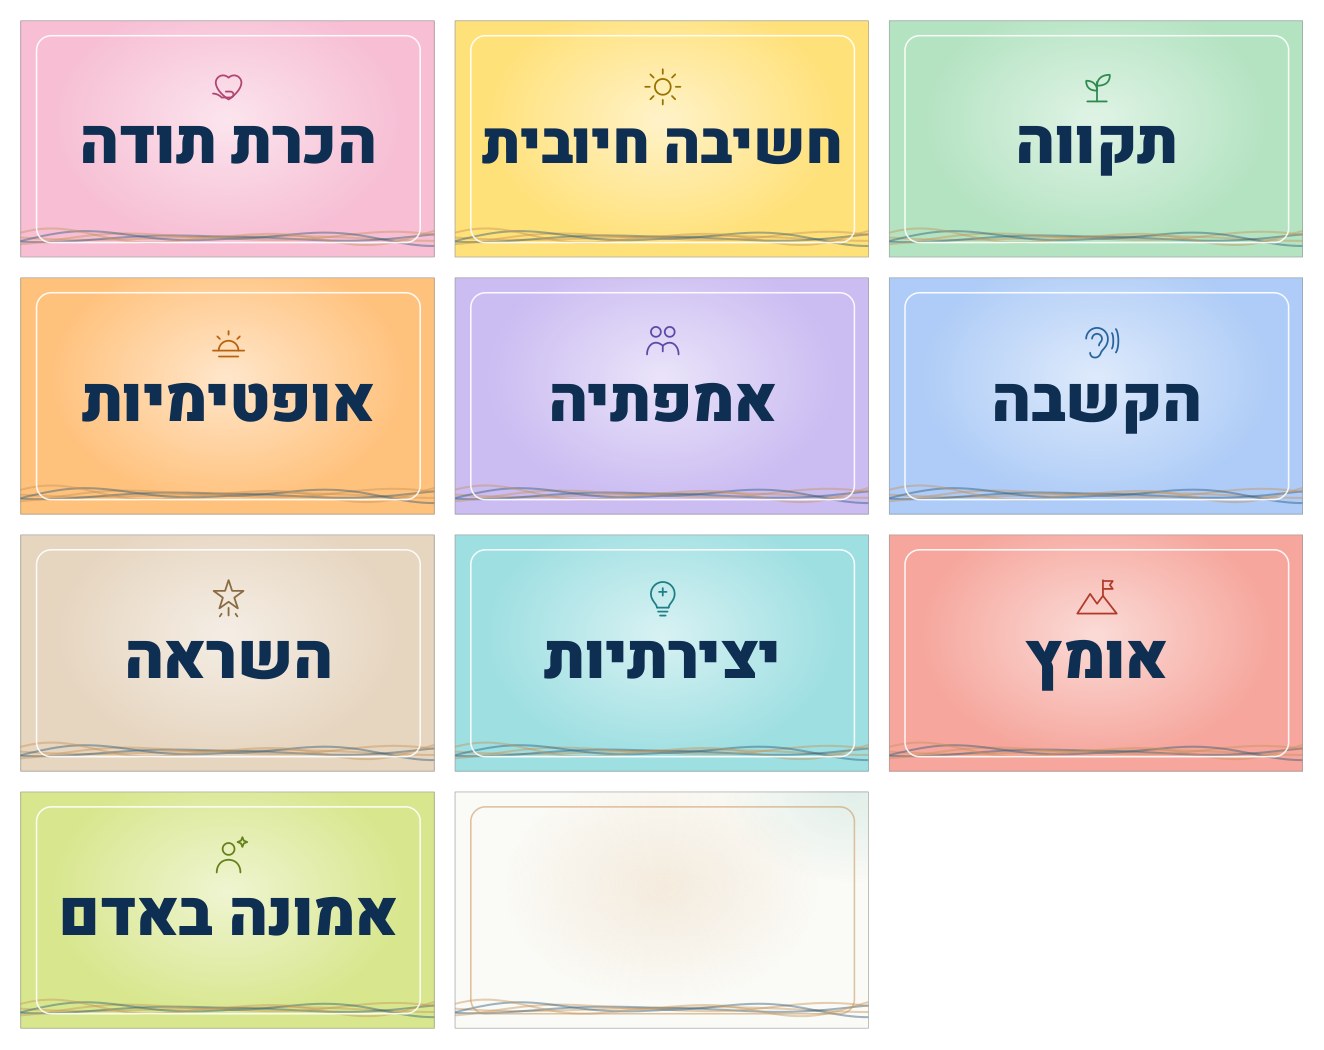 תקווה
חשיבה חיובית
הכרת תודה
הקשבה
אמפתיה
אופטימיות
אומץ
יצירתיות
השראה
אמונה באדם